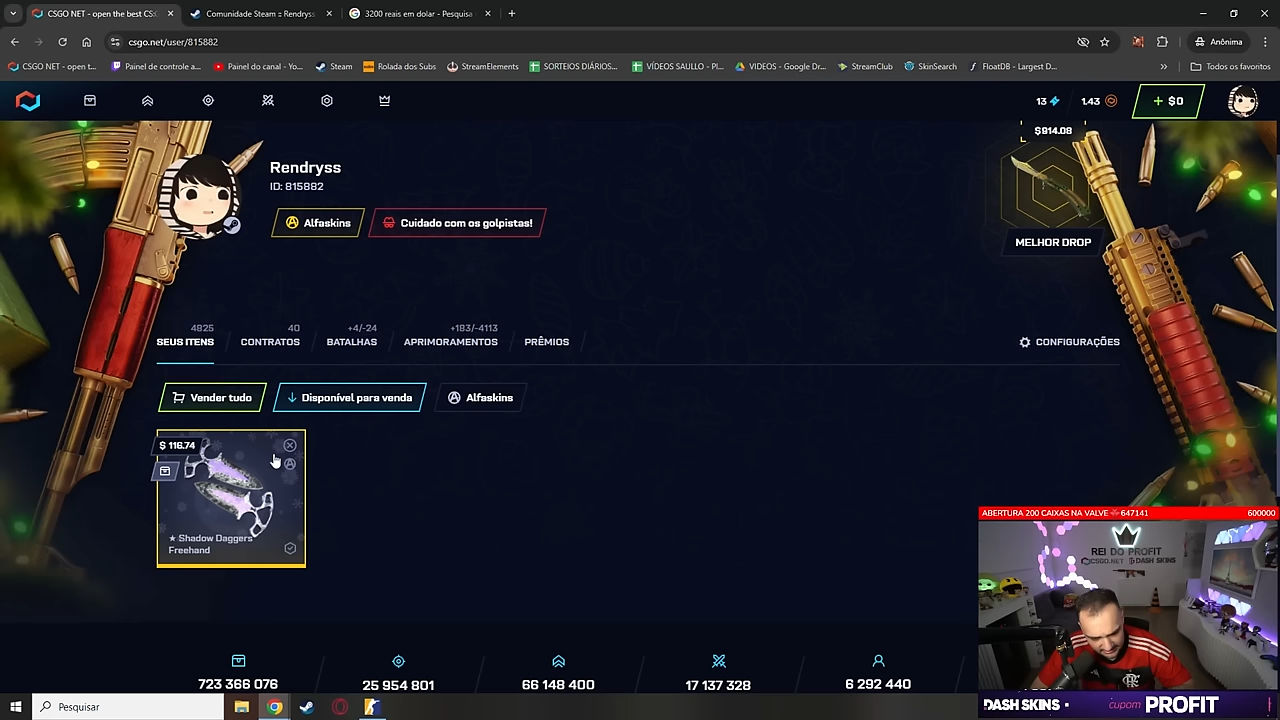 CSGO NET - open the best CS:
Comunidade Steam :: Rendryss
3200 reais em dolar - Pesquisa
csgo.net/user/815882
Anônima
CSGO NET - open t...
Painel de controle a...
Painel do canal - Yo...
Steam
Rolada dos Subs
StreamElements
SORTEIOS DIÁRIOS...
VÍDEOS SAULLO - PL...
VIDEOS - Google Dr...
StreamClub
SkinSearch
FloatDB - Largest D...
Todos os favoritos
13
1.43
+ $0
$914.08
Rendryss
ID: 815882
Alfaskins
Cuidado com os golpistas!
MELHOR DROP
4825
SEUS ITENS
40
CONTRATOS
+4/-24
BATALHAS
+183/-4113
APRIMORAMENTOS
PRÊMIOS
CONFIGURAÇÕES
Vender tudo
Disponível para venda
Alfaskins
$ 116.74
★ Shadow Daggers
Freehand
ABERTURA 200 CAIXAS NA VALVE
647141
600000
REI DO PROFIT
CSGO.NET
DASH SKINS
723 366 076
25 954 801
66 148 400
17 137 328
6 292 440
Pesquisar
DASH SKINS •
cupom PROFIT